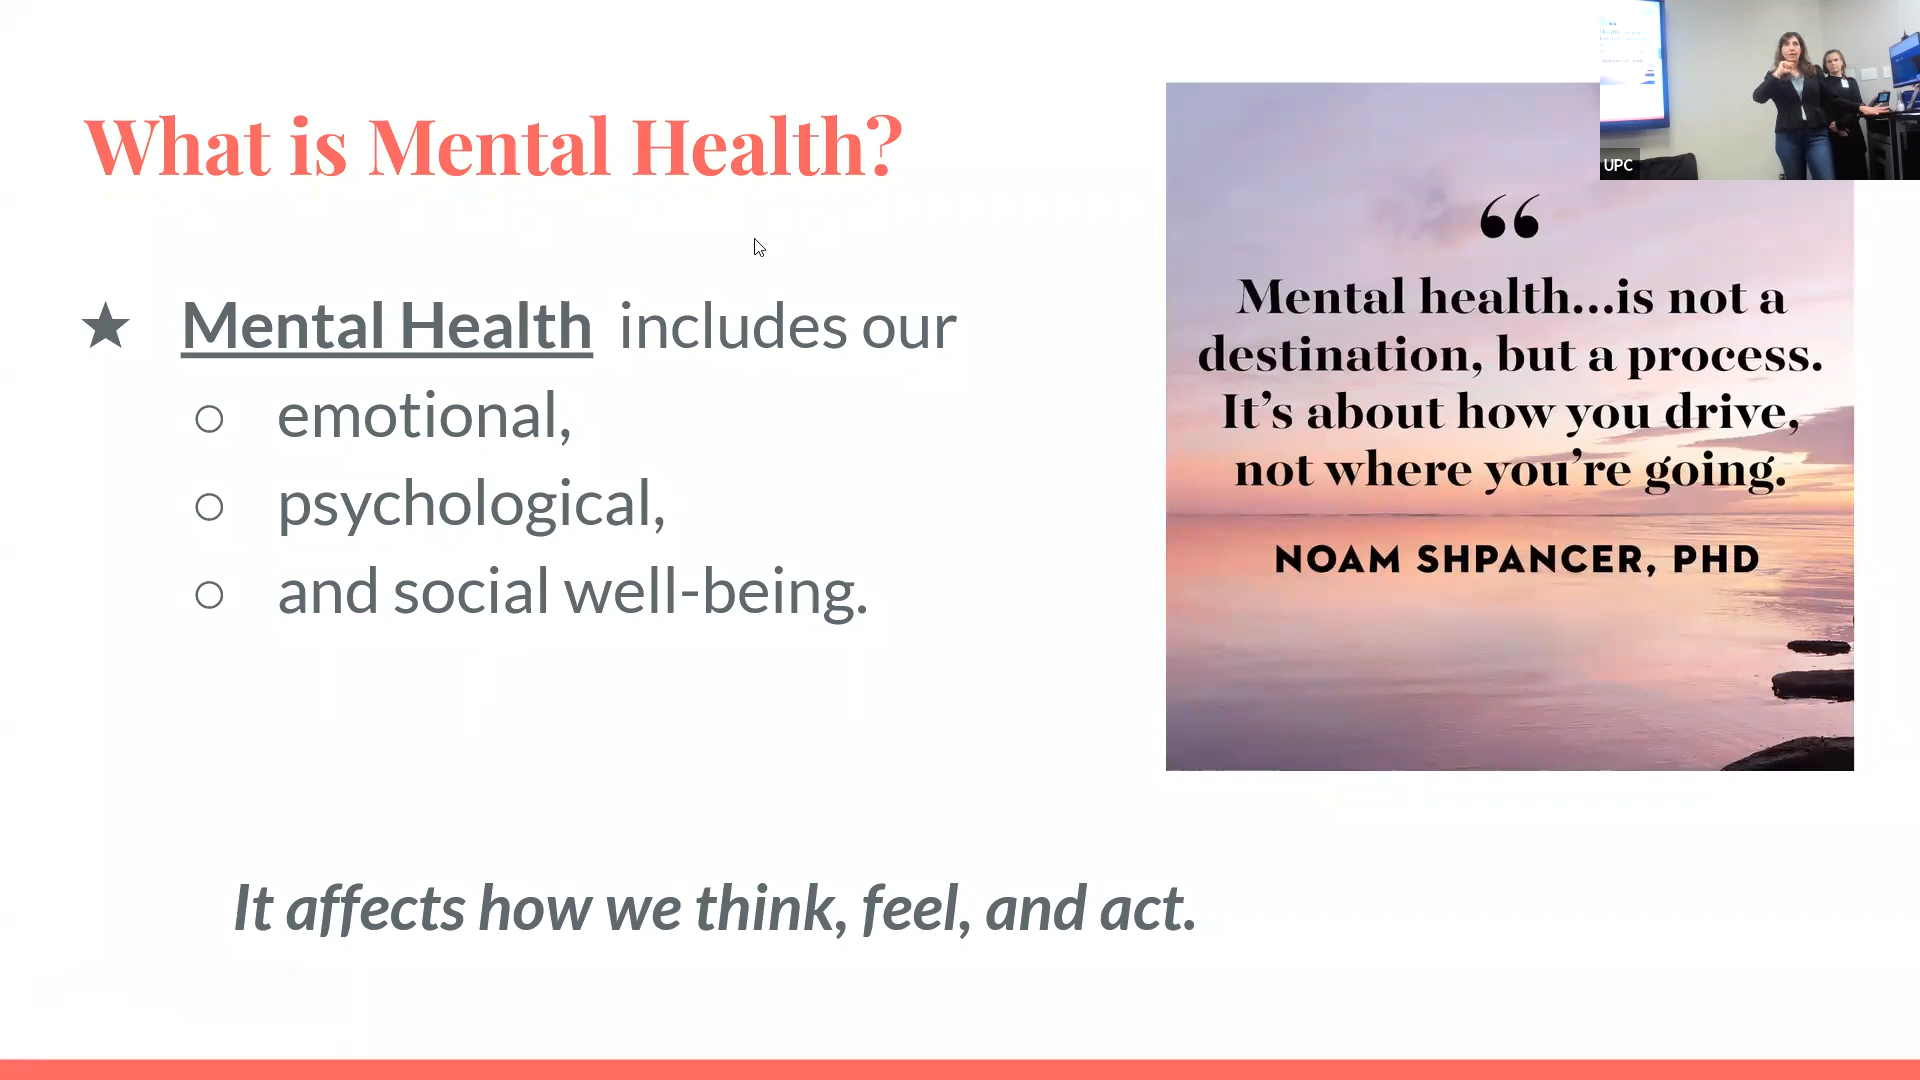 What is Mental Health?
★ Mental Health includes our
○ emotional,
○ psychological,
○ and social well-being.
It affects how we think, feel, and act.
“
Mental health...is not a
destination, but a process.
It’s about how you drive,
not where you’re going.
NOAM SHPANCER, PHD
UPC